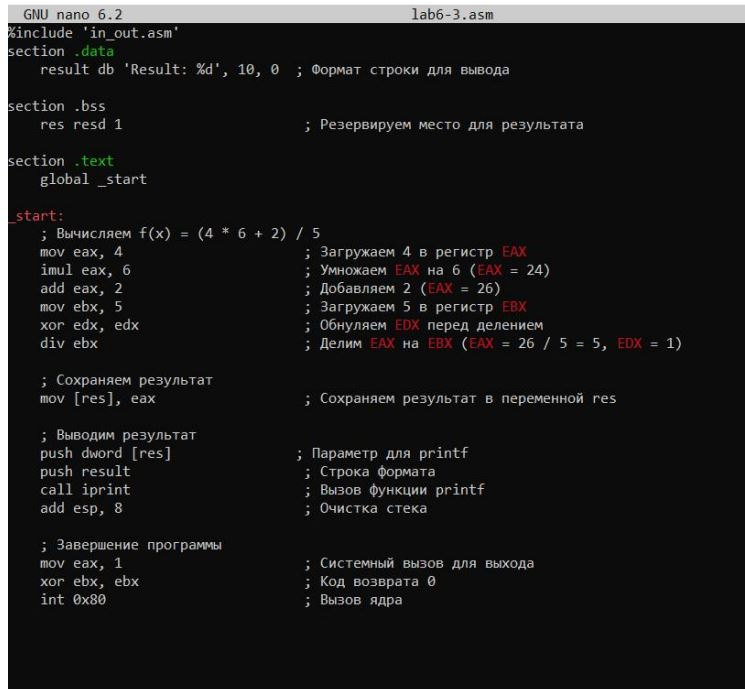 GNU nano 6.2 lab6-3.asm
%include 'in_out.asm'
section .data
result db 'Result: %d', 10, 0 ; Формат строки для вывода
section .bss
res resd 1 ; Резервируем место для результата
section .text
global _start
_start:
; Вычисляем f(x) = (4 * 6 + 2) / 5
mov eax, 4 ; Загружаем 4 в регистр EAX
imul eax, 6 ; Умножаем EAX на 6 (EAX = 24)
add eax, 2 ; Добавляем 2 (EAX = 26)
mov ebx, 5 ; Загружаем 5 в регистр EBX
xor edx, edx ; Обнуляем EDX перед делением
div ebx ; Делим EAX на EBX (EAX = 26 / 5 = 5, EDX = 1)
; Сохраняем результат
mov [res], eax ; Сохраняем результат в переменной res
; Выводим результат
push dword [res] ; Параметр для printf
push result ; Строка формата
call iprint ; Вызов функции printf
add esp, 8 ; Очистка стека
; Завершение программы
mov eax, 1 ; Системный вызов для выхода
xor ebx, ebx ; Код возврата 0
int 0x80 ; Вызов ядра